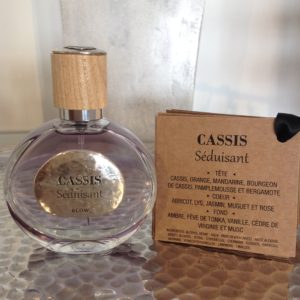 CASSIS
Séduisant
CASSIS
Séduisant
• TÊTE •
CASSIS, ORANGE, MANDARINE, BOURGEON
DE CASSIS, PAMPLEMOUSSE ET BERGAMOTE
• COEUR •
ABRICOT, LYS, JASMIN, MUGUET ET ROSE
• FOND •
AMBRE, FÈVE DE TONKA, VANILLE, CÈDRE DE
VIRGINIE ET MUSC